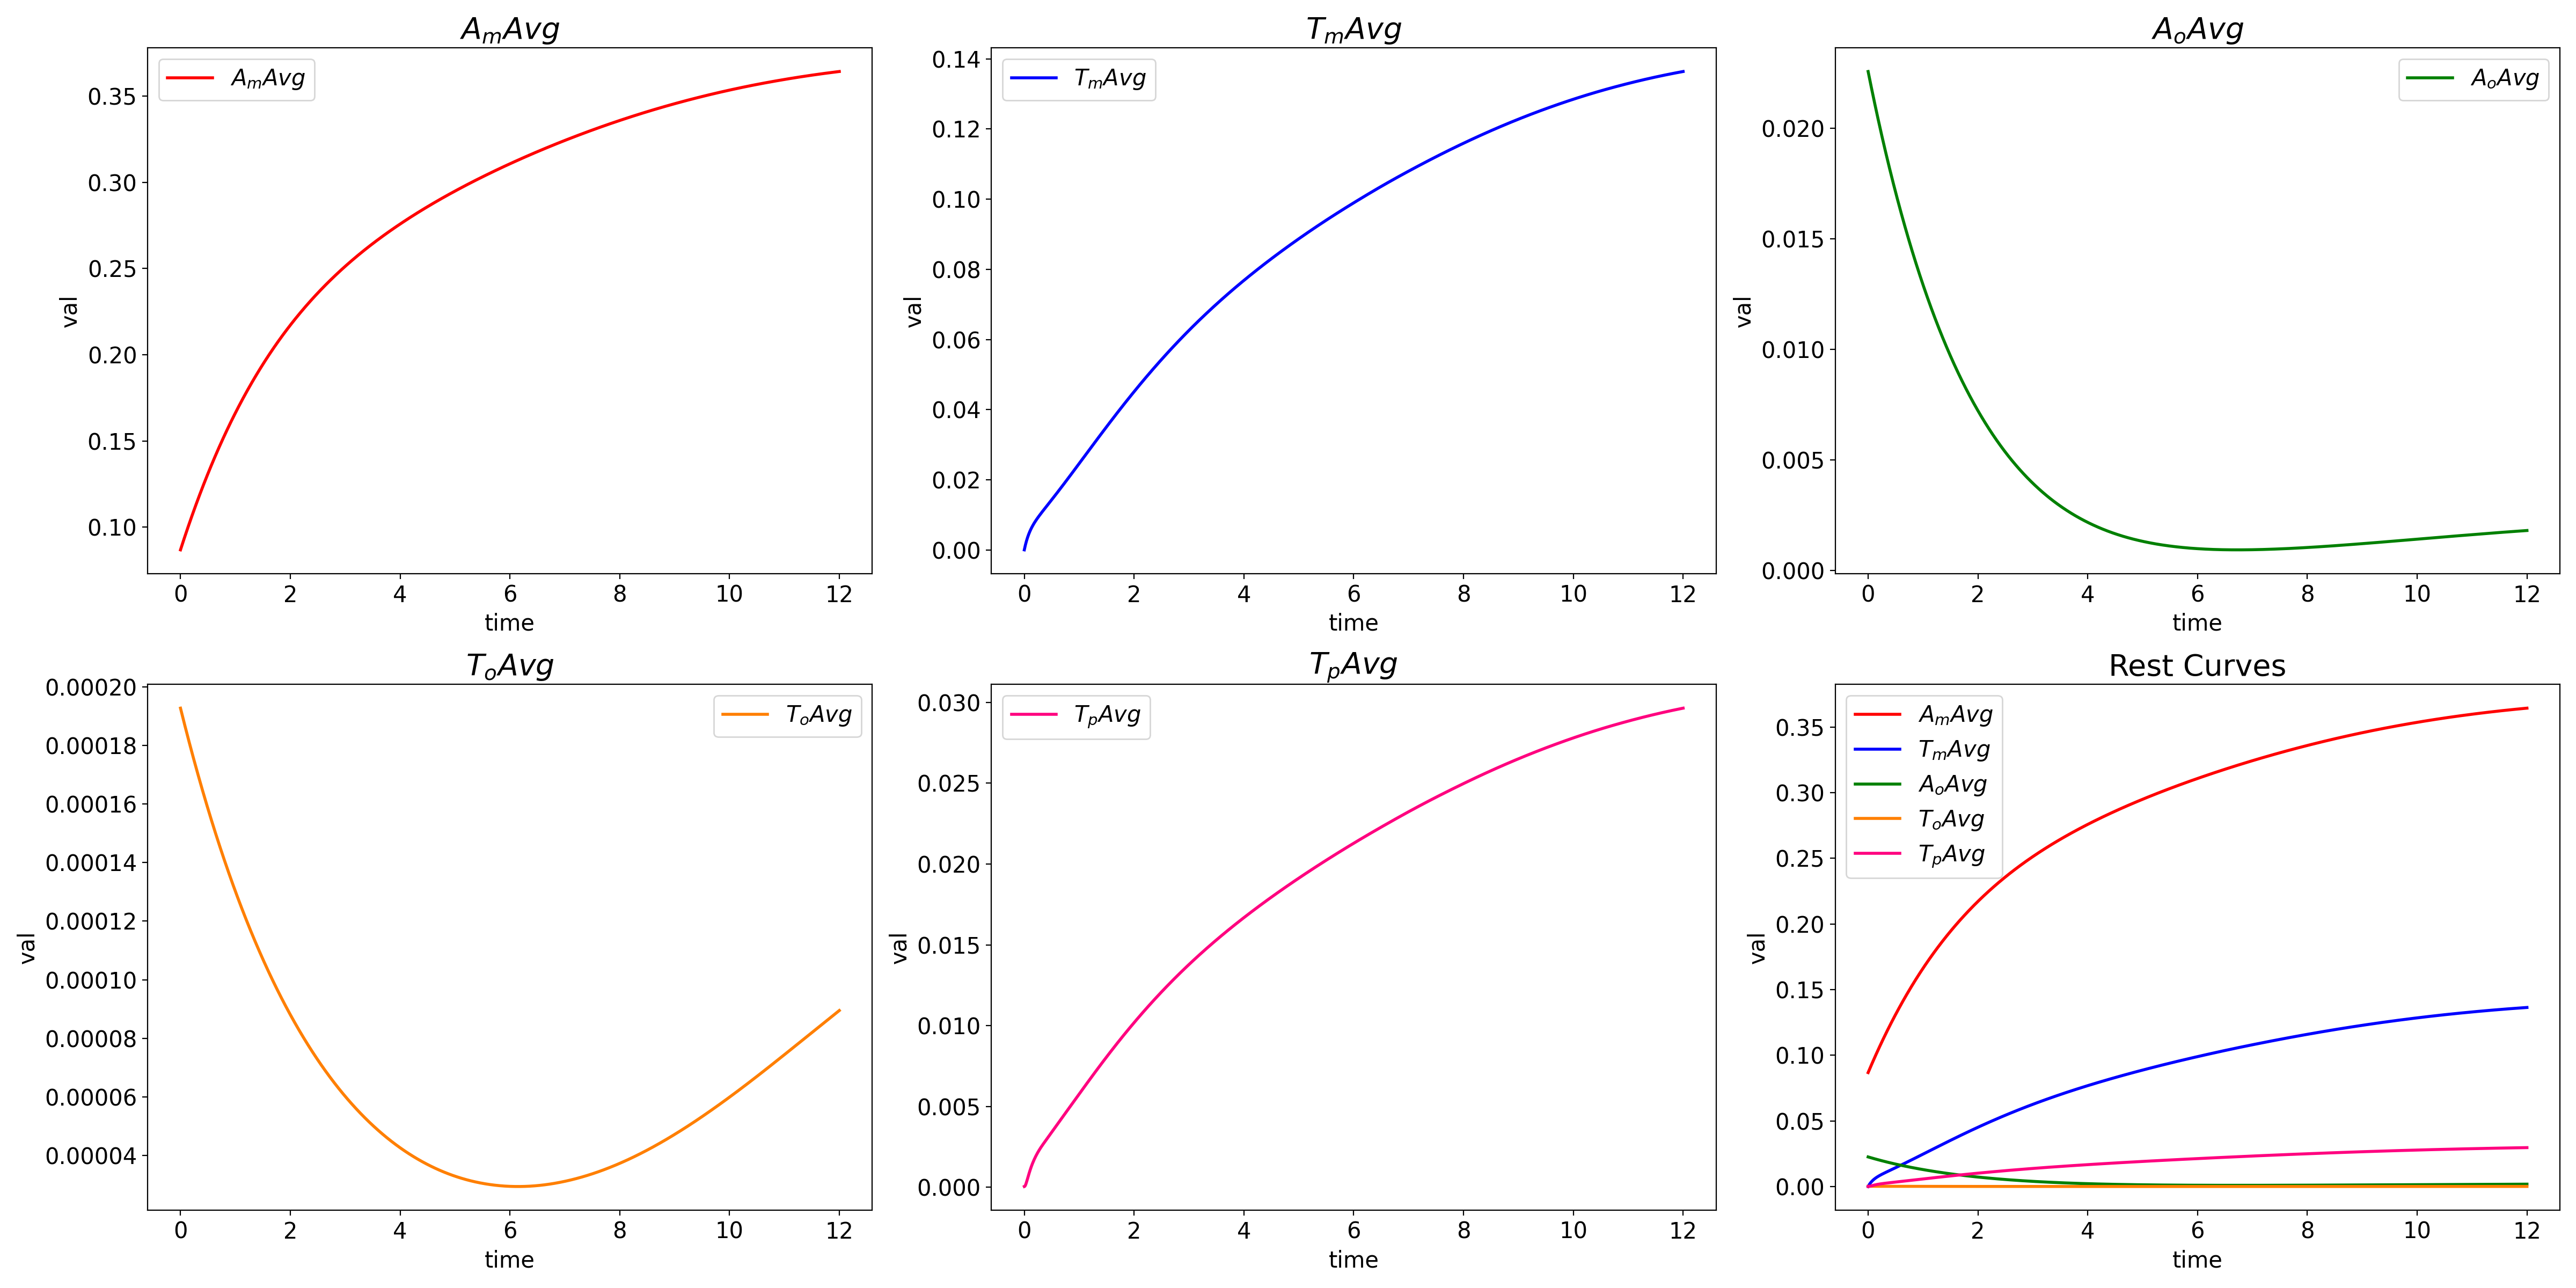 A_mAvg
A_mAvg
0.35
0.30
0.25
0.20
0.15
0.10
val
0 2 4 6 8 10 12
time
T_mAvg
T_mAvg
0.14
0.12
0.10
0.08
0.06
0.04
0.02
0.00
val
0 2 4 6 8 10 12
time
A_oAvg
A_oAvg
0.020
0.015
0.010
0.005
0.000
val
0 2 4 6 8 10 12
time
T_oAvg
T_oAvg
0.00020
0.00018
0.00016
0.00014
0.00012
0.00010
0.00008
0.00006
0.00004
val
0 2 4 6 8 10 12
time
T_pAvg
T_pAvg
0.030
0.025
0.020
0.015
0.010
0.005
0.000
val
0 2 4 6 8 10 12
time
Rest Curves
A_mAvg
T_mAvg
A_oAvg
T_oAvg
T_pAvg
0.35
0.30
0.25
0.20
0.15
0.10
0.05
0.00
val
0 2 4 6 8 10 12
time